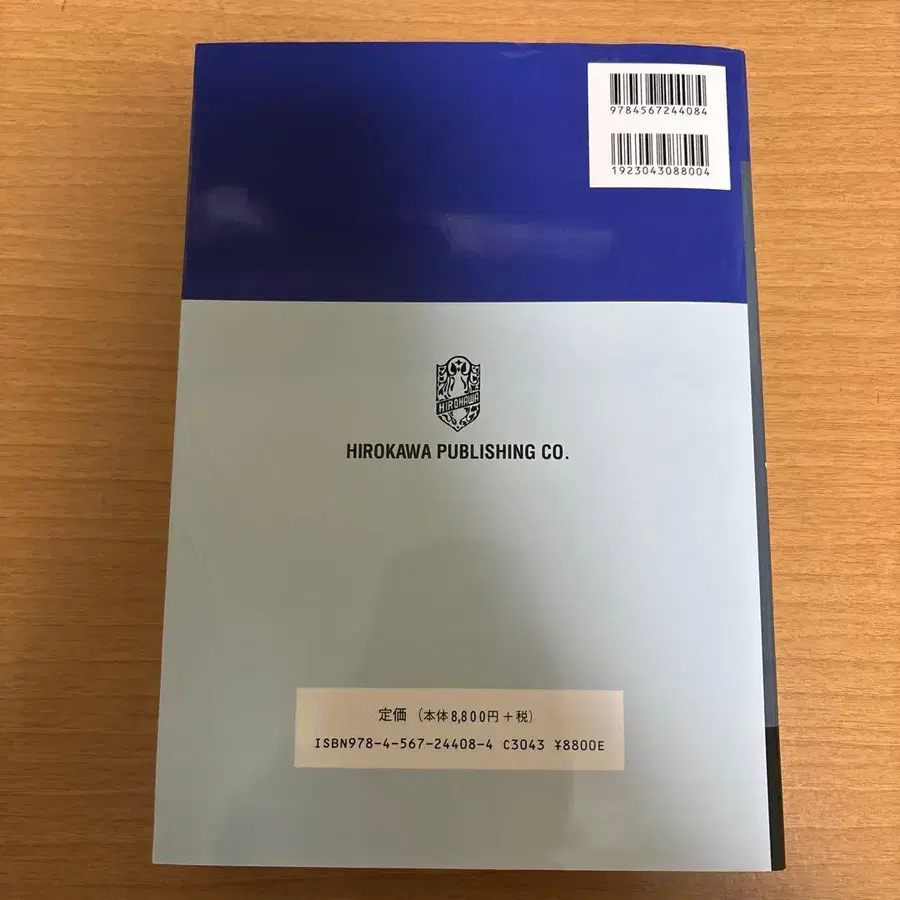 9784567244084
1923043088004
HIROKAWA
HIROKAWA PUBLISHING CO.
定価 (本体8,800円+税)
ISBN978-4-567-24408-4 C3043 ¥8800E